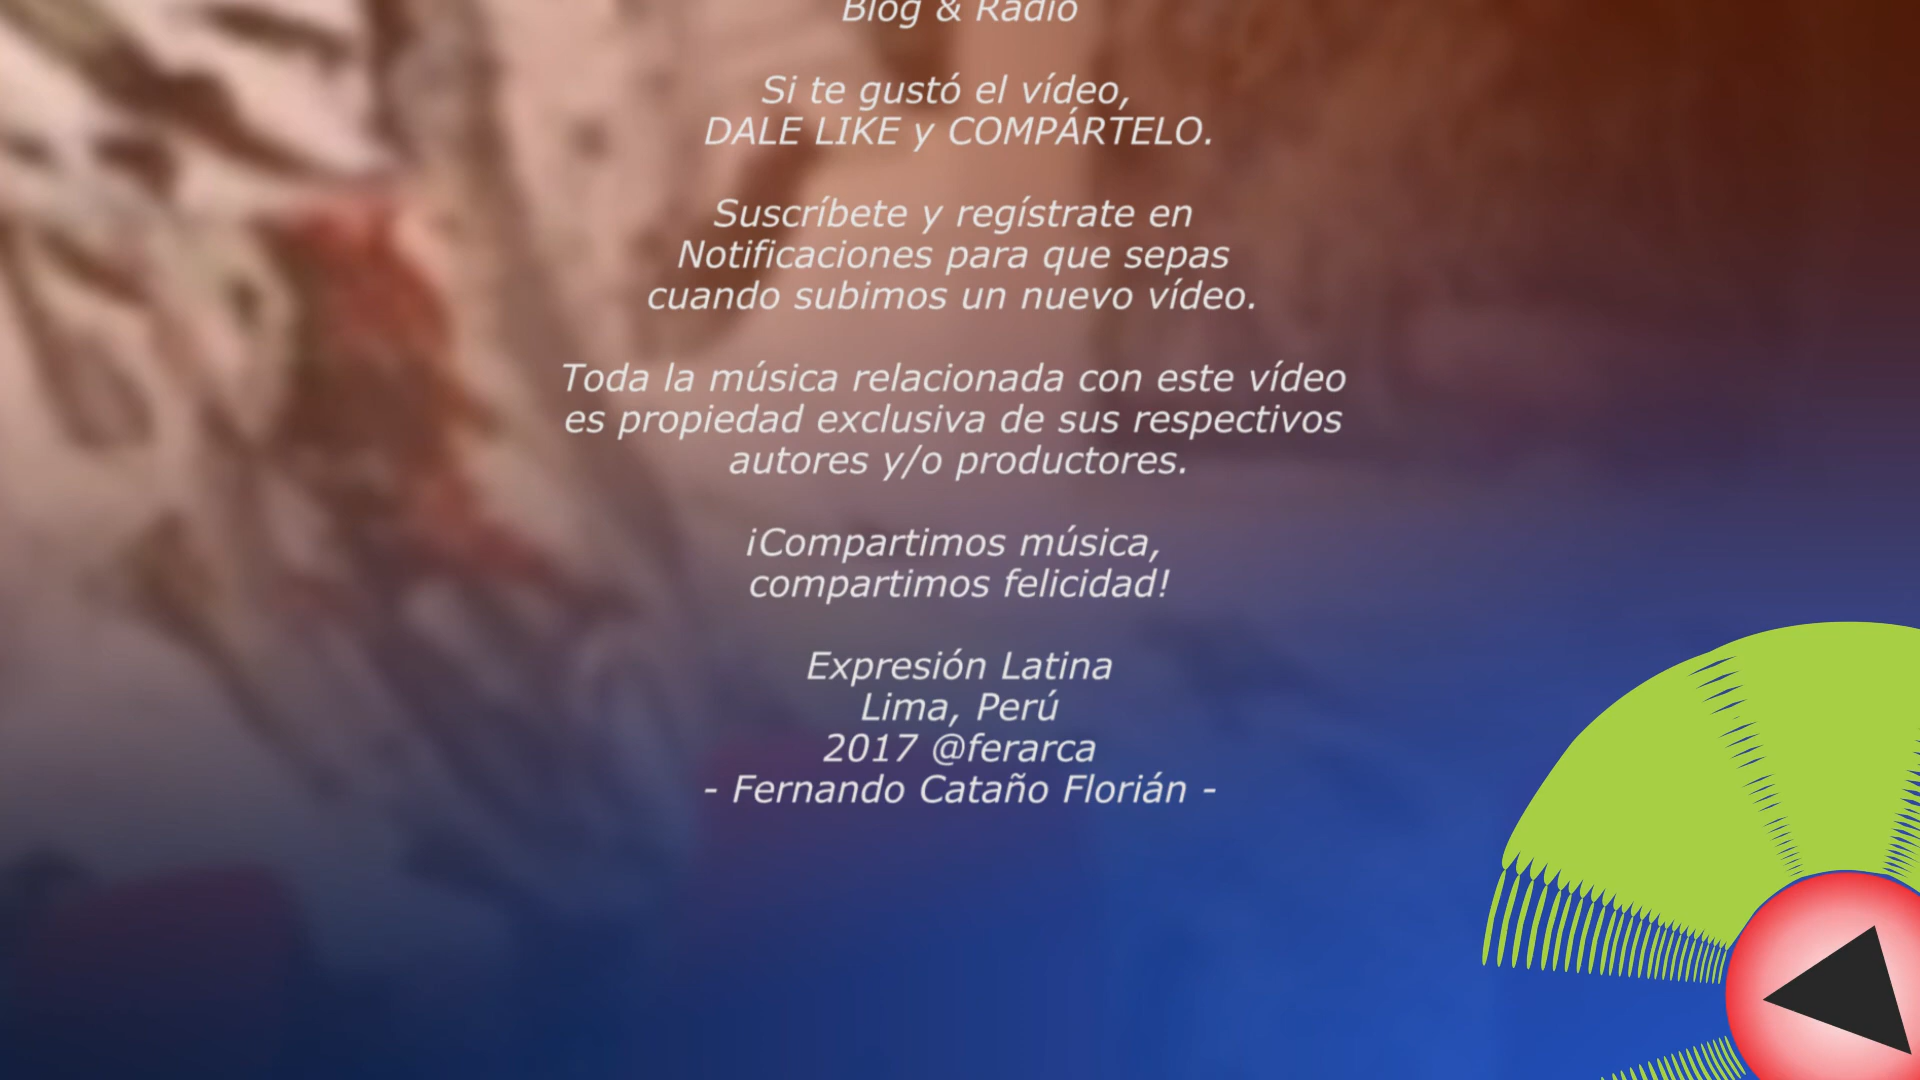 Blog & Radio
Si te gustó el vídeo,
DALE LIKE y COMPÁRTELO.
Suscríbete y regístrate en
Notificaciones para que sepas
cuando subimos un nuevo vídeo.
Toda la música relacionada con este vídeo
es propiedad exclusiva de sus respectivos
autores y/o productores.
¡Compartimos música,
compartimos felicidad!
Expresión Latina
Lima, Perú
2017 @ferarca
- Fernando Cataño Florián -